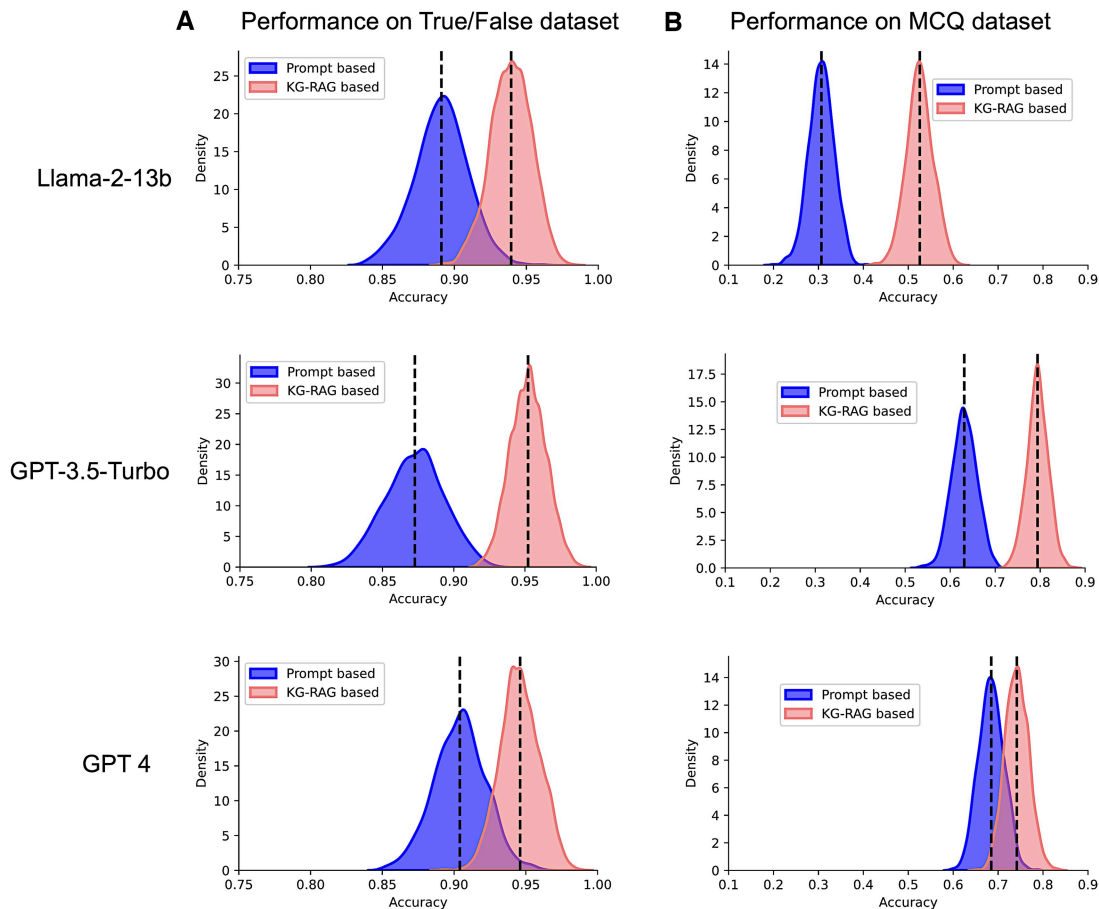 A Performance on True/False dataset
B Performance on MCQ dataset
Llama-2-13b
Density
25
20
15
10
5
0
Prompt based
KG-RAG based
0.75 0.80 0.85 0.90 0.95 1.00
Accuracy
Density
14
12
10
8
6
4
2
0
Prompt based
KG-RAG based
0.1 0.2 0.3 0.4 0.5 0.6 0.7 0.8 0.9
Accuracy
GPT-3.5-Turbo
Density
30
25
20
15
10
5
0
Prompt based
KG-RAG based
0.75 0.80 0.85 0.90 0.95 1.00
Accuracy
Density
17.5
15.0
12.5
10.0
7.5
5.0
2.5
0.0
Prompt based
KG-RAG based
0.1 0.2 0.3 0.4 0.5 0.6 0.7 0.8 0.9
Accuracy
GPT 4
Density
30
25
20
15
10
5
0
Prompt based
KG-RAG based
0.75 0.80 0.85 0.90 0.95 1.00
Accuracy
Density
14
12
10
8
6
4
2
0
Prompt based
KG-RAG based
0.1 0.2 0.3 0.4 0.5 0.6 0.7 0.8 0.9
Accuracy